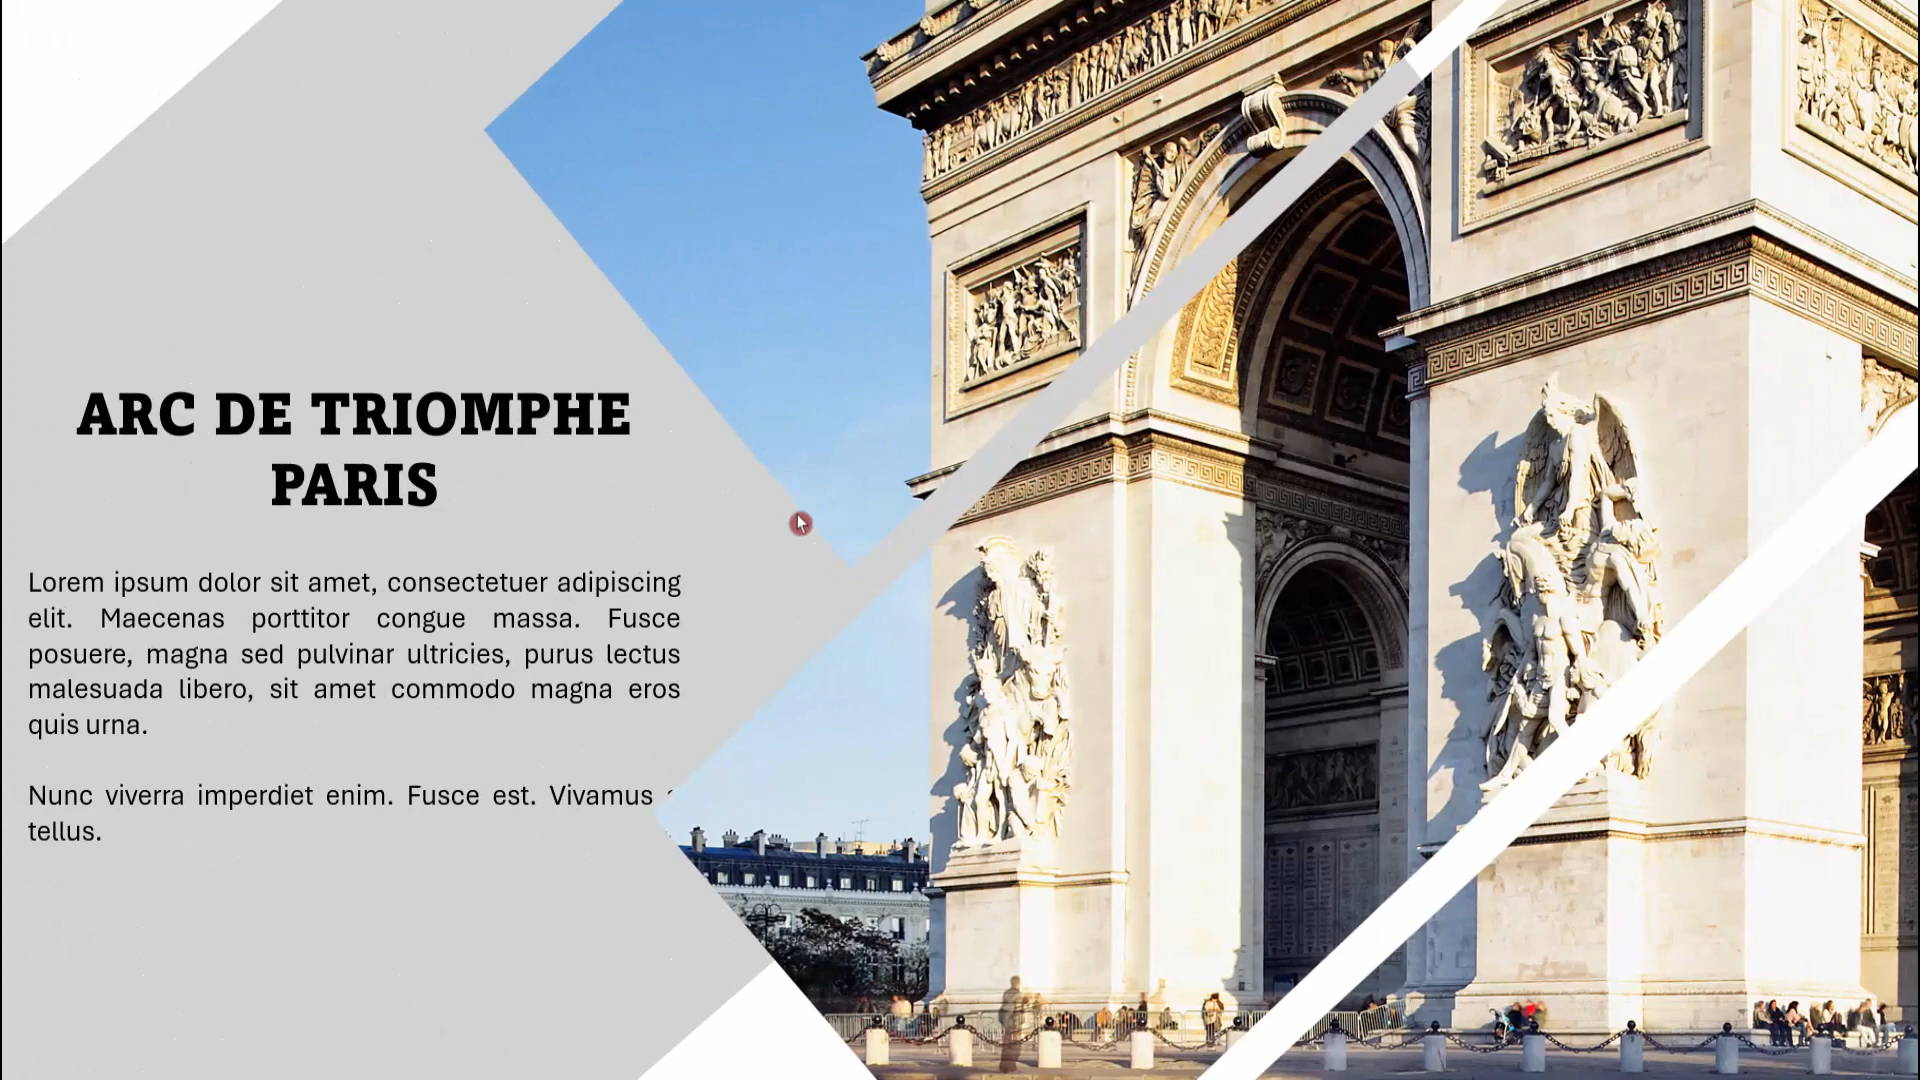 ARC DE TRIOMPHE
PARIS
Lorem ipsum dolor sit amet, consectetuer adipiscing
elit. Maecenas porttitor congue massa. Fusce
posuere, magna sed pulvinar ultricies, purus lectus
malesuada libero, sit amet commodo magna eros
quis urna.
Nunc viverra imperdiet enim. Fusce est. Vivamus
tellus.